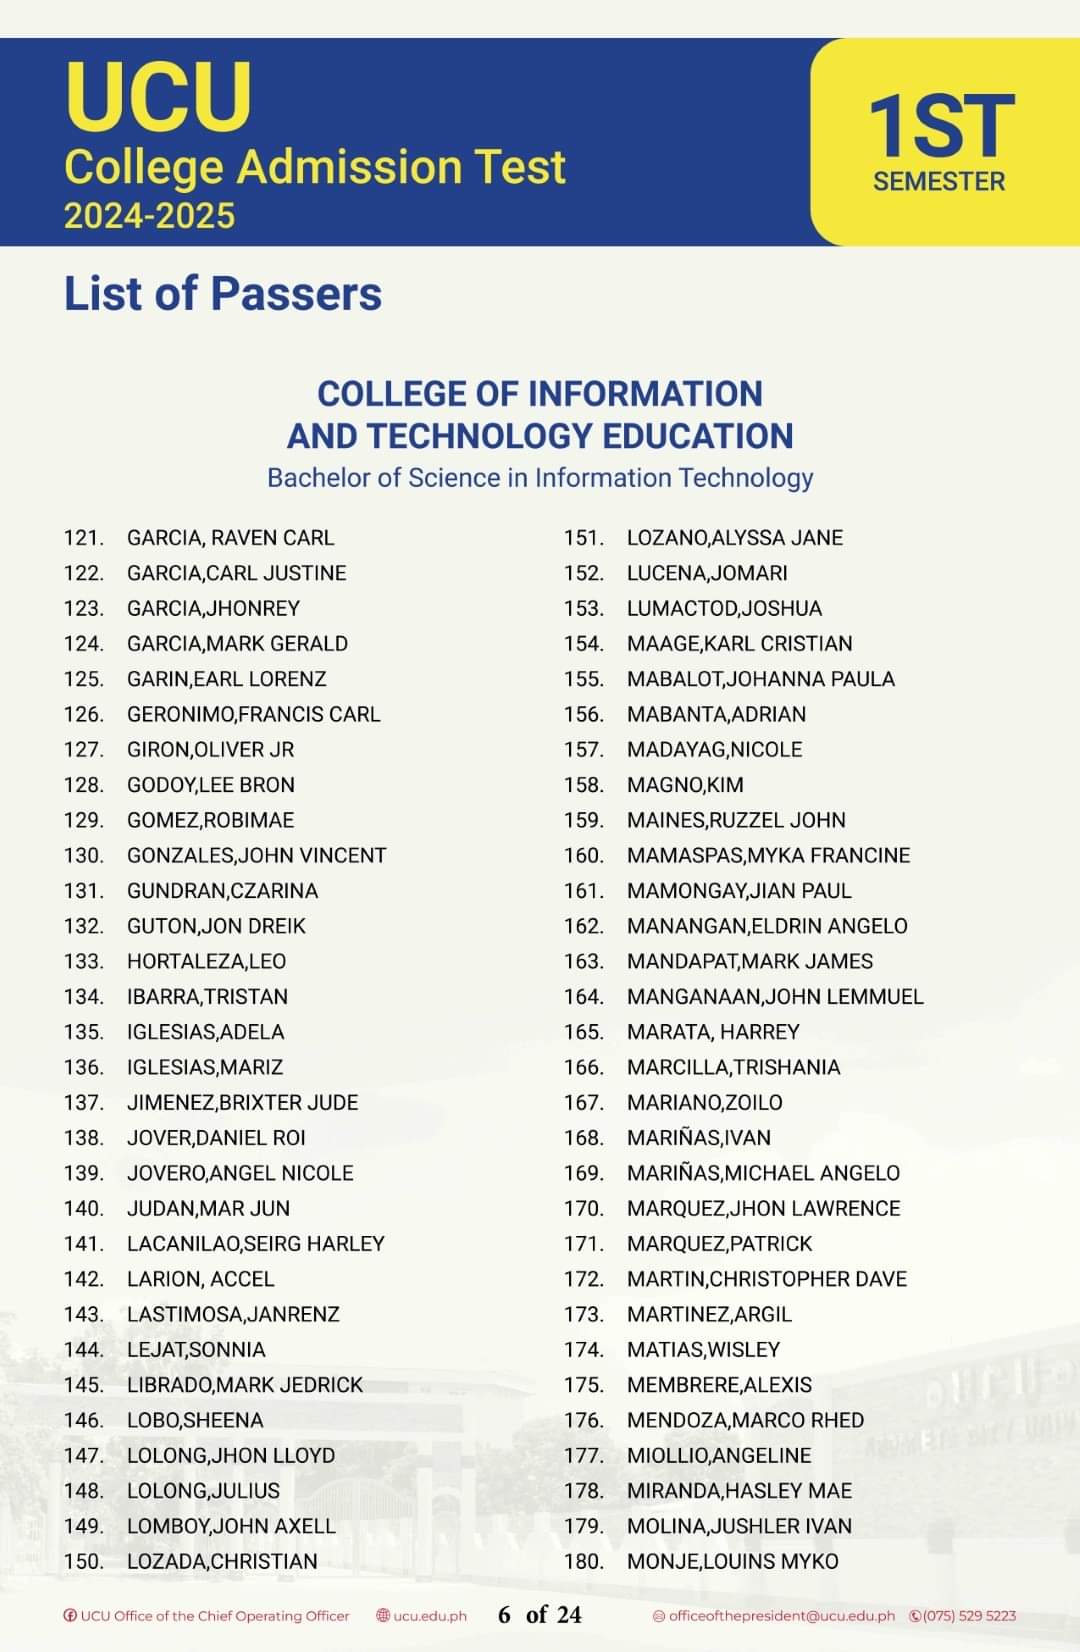 UCU
College Admission Test
2024-2025
1ST
SEMESTER
List of Passers
COLLEGE OF INFORMATION
AND TECHNOLOGY EDUCATION
Bachelor of Science in Information Technology
121. GARCIA, RAVEN CARL
122. GARCIA,CARL JUSTINE
123. GARCIA,JHONREY
124. GARCIA,MARK GERALD
125. GARIN,EARL LORENZ
126. GERONIMO,FRANCIS CARL
127. GIRON,OLIVER JR
128. GODOY,LEE BRON
129. GOMEZ,ROBIMAE
130. GONZALES,JOHN VINCENT
131. GUNDRAN,CZARINA
132. GUTON,JON DREIK
133. HORTALEZA,LEO
134. IBARRA,TRISTAN
135. IGLESIAS,ADELA
136. IGLESIAS,MARIZ
137. JIMENEZ,BRIXTER JUDE
138. JOVER,DANIEL ROI
139. JOVERO,ANGEL NICOLE
140. JUDAN,MAR JUN
141. LACANILAO,SEIRG HARLEY
142. LARION, ACCEL
143. LASTIMOSA,JANRENZ
144. LEJAT,SONNIA
145. LIBRADO,MARK JEDRICK
146. LOBO,SHEENA
147. LOLONG,JHON LLOYD
148. LOLONG,JULIUS
149. LOMBOY,JOHN AXELL
150. LOZADA,CHRISTIAN
151. LOZANO,ALYSSA JANE
152. LUCENA,JOMARI
153. LUMACTOD,JOSHUA
154. MAAGE,KARL CRISTIAN
155. MABALOT,JOHANNA PAULA
156. MABANTA,ADRIAN
157. MADAYAG,NICOLE
158. MAGNO,KIM
159. MAINES,RUZZEL JOHN
160. MAMASPAS,MYKA FRANCINE
161. MAMONGAY,JIAN PAUL
162. MANANGAN,ELDRIN ANGELO
163. MANDAPAT,MARK JAMES
164. MANGANAAN,JOHN LEMMUEL
165. MARATA, HARREY
166. MARCILLA,TRISHANIA
167. MARIANO,ZOILO
168. MARIÑAS,IVAN
169. MARIÑAS,MICHAEL ANGELO
170. MARQUEZ,JHON LAWRENCE
171. MARQUEZ,PATRICK
172. MARTIN,CHRISTOPHER DAVE
173. MARTINEZ,ARGIL
174. MATIAS,WISLEY
175. MEMBRERE,ALEXIS
176. MENDOZA,MARCO RHED
177. MIOLLIO,ANGELINE
178. MIRANDA,HASLEY MAE
179. MOLINA,JUSHLER IVAN
180. MONJE,LOUINS MYKO
UCU Office of the Chief Operating Officer ucu.edu.ph 6 of 24 officeofthepresident@ucu.edu.ph (075) 529 5223